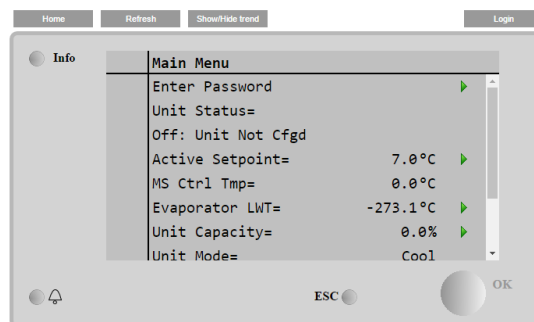 Home Refresh Show/Hide trend Login
Info
Main Menu
Enter Password
Unit Status=
Off: Unit Not Cfgd
Active Setpoint= 7.0°C
MS Ctrl Tmp= 0.0°C
Evaporator LWT= -273.1°C
Unit Capacity= 0.0%
Unit Mode= Cool
ESC OK